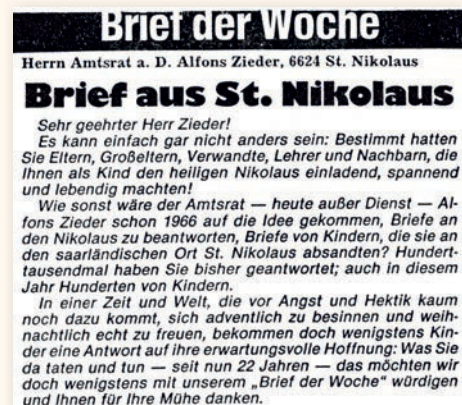 Brief der Woche
Herrn Amtsrat a. D. Alfons Zieder, 6624 St. Nikolaus
Brief aus St. Nikolaus
Sehr geehrter Herr Zieder!
Es kann einfach gar nicht anders sein: Bestimmt hatten
Sie Eltern, Großeltern, Verwandte, Lehrer und Nachbarn, die
Ihnen als Kind den heiligen Nikolaus einladend, spannend
und lebendig machten!
Wie sonst wäre der Amtsrat — heute außer Dienst — Al-
fons Zieder schon 1966 auf die Idee gekommen, Briefe an
den Nikolaus zu beantworten, Briefe von Kindern, die sie an
den saarländischen Ort St. Nikolaus absandten? Hundert-
tausendmal haben Sie bisher geantwortet; auch in diesem
Jahr Hunderten von Kindern.
In einer Zeit und Welt, die vor Angst und Hektik kaum
noch dazu kommt, sich adventlich zu besinnen und weih-
nachtlich echt zu freuen, bekommen doch wenigstens Kin-
der eine Antwort auf ihre erwartungsvolle Hoffnung: Was Sie
da taten und tun — seit nun 22 Jahren — das möchten wir
doch wenigstens mit unserem „Brief der Woche" würdigen
und Ihnen für Ihre Mühe danken.